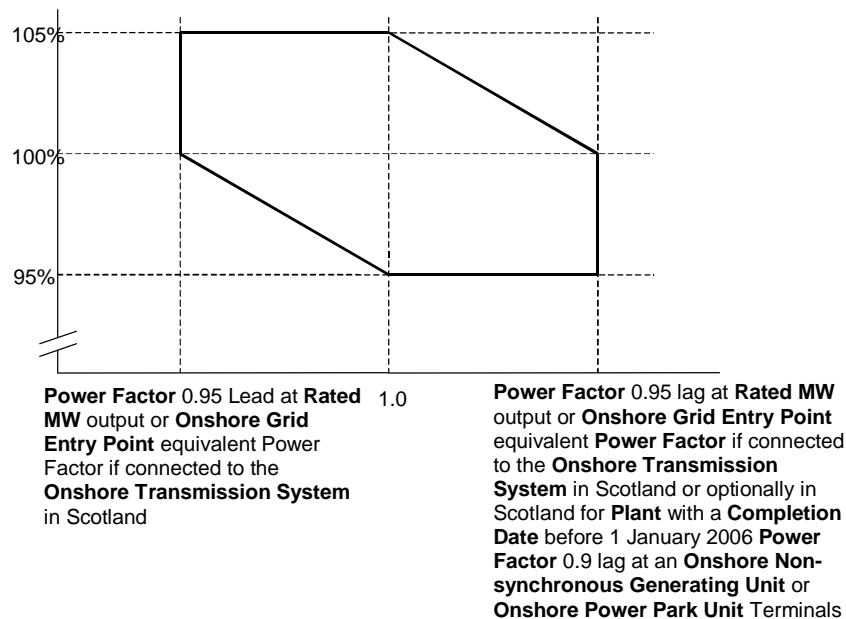 105%
100%
95%
Power Factor 0.95 Lead at Rated
MW output or Onshore Grid
Entry Point equivalent Power
Factor if connected to the
Onshore Transmission System
in Scotland
1.0
Power Factor 0.95 lag at Rated MW
output or Onshore Grid Entry Point
equivalent Power Factor if connected
to the Onshore Transmission
System in Scotland or optionally in
Scotland for Plant with a Completion
Date before 1 January 2006 Power
Factor 0.9 lag at an Onshore Non-
synchronous Generating Unit or
Onshore Power Park Unit Terminals